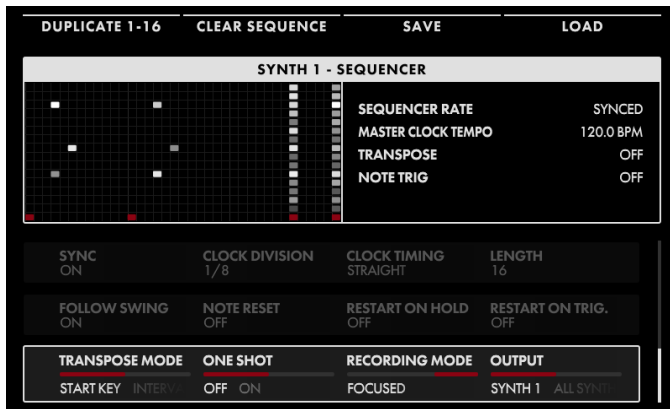 DUPLICATE 1-16 CLEAR SEQUENCE SAVE LOAD
SYNTH 1 - SEQUENCER
SEQUENCER RATE SYNCED
MASTER CLOCK TEMPO 120.0 BPM
TRANSPOSE OFF
NOTE TRIG OFF
SYNC CLOCK DIVISION CLOCK TIMING LENGTH
ON 1/8 STRAIGHT 16
FOLLOW SWING NOTE RESET RESTART ON HOLD RESTART ON TRIG.
ON OFF OFF OFF
TRANSPOSE MODE ONE SHOT RECORDING MODE OUTPUT
START KEY INTERVA OFF ON FOCUSED SYNTH 1 ALL SYNT